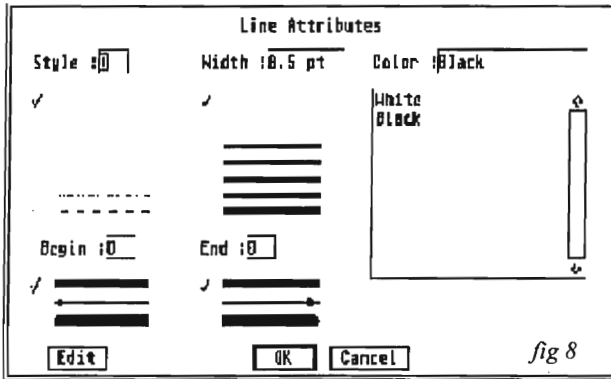 Line Attributes
Style :0 Width :0.5 pt Color :Black
White
Black
Begin :0 End :0
Edit OK Cancel fig 8